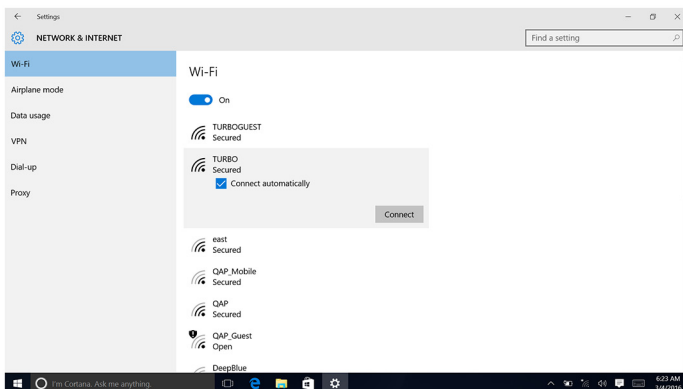 Settings
NETWORK & INTERNET
Find a setting
Wi-Fi
Airplane mode
Data usage
VPN
Dial-up
Proxy
Wi-Fi
On
TURBOGUEST
Secured
TURBO
Secured
Connect automatically
Connect
east
Secured
QAP_Mobile
Secured
QAP
Secured
QAP_Guest
Open
DeepBlue
I'm Cortana. Ask me anything.
6:23 AM
3/4/2016